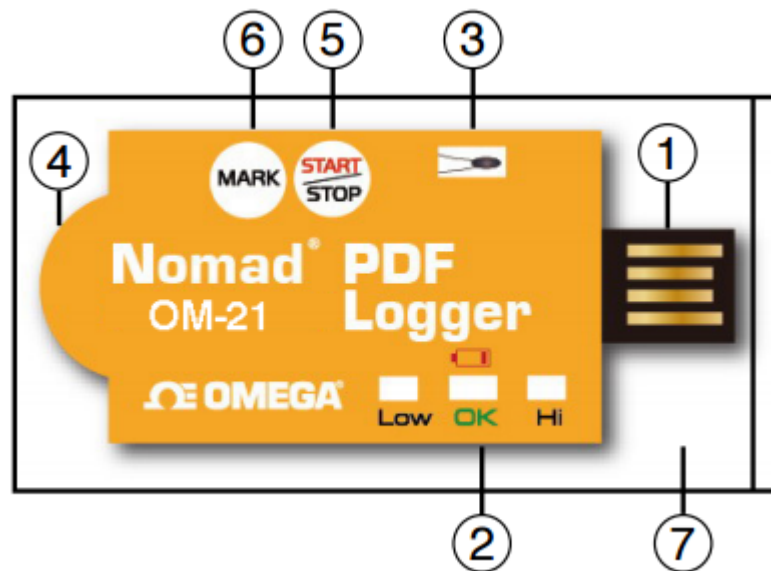 6 5 3
4
1
MARK START STOP
Nomad® PDF
OM-21 Logger
OMEGA®
Low OK Hi
2 7